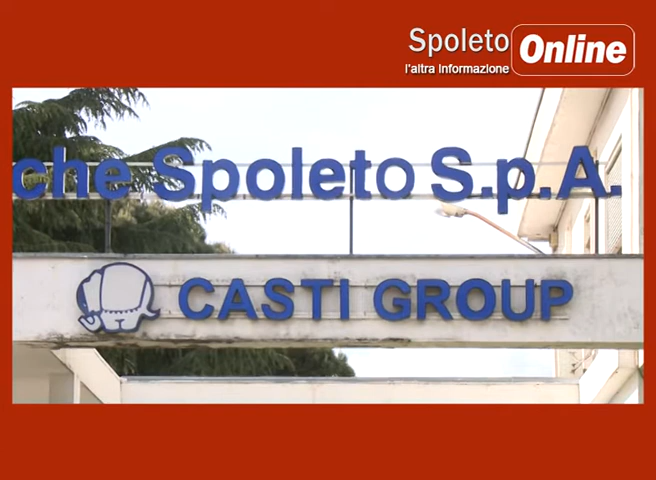 Spoleto Online
l'altra informazione
che Spoleto S.p.A.
CASTI GROUP